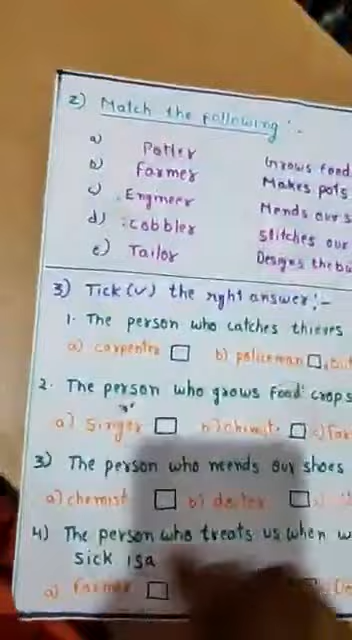 2) Match the following :-
a) Potter Grows food
b) Farmer Makes pots
c) Engineer Mends our s
d) cobbler stitches our
e) Tailor Designs the bu
3) Tick (√) the right answer:-
1. The person who catches thieves
a) carpenter b) policeman
2. The person who grows food crops
a) Singer b) chemist c) far
3) The person who mends our shoes
a) chemist b) doctor
4) The person who treats us when w
sick is a
a) Farmer